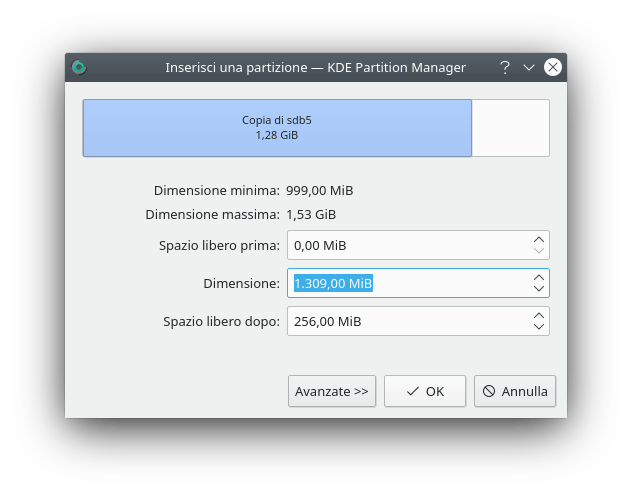 Inserisci una partizione — KDE Partition Manager
Copia di sdb5
1,28 GiB
Dimensione minima: 999,00 MiB
Dimensione massima: 1,53 GiB
Spazio libero prima: 0,00 MiB
Dimensione: 1.309,00 MiB
Spazio libero dopo: 256,00 MiB
Avanzate >> OK Annulla